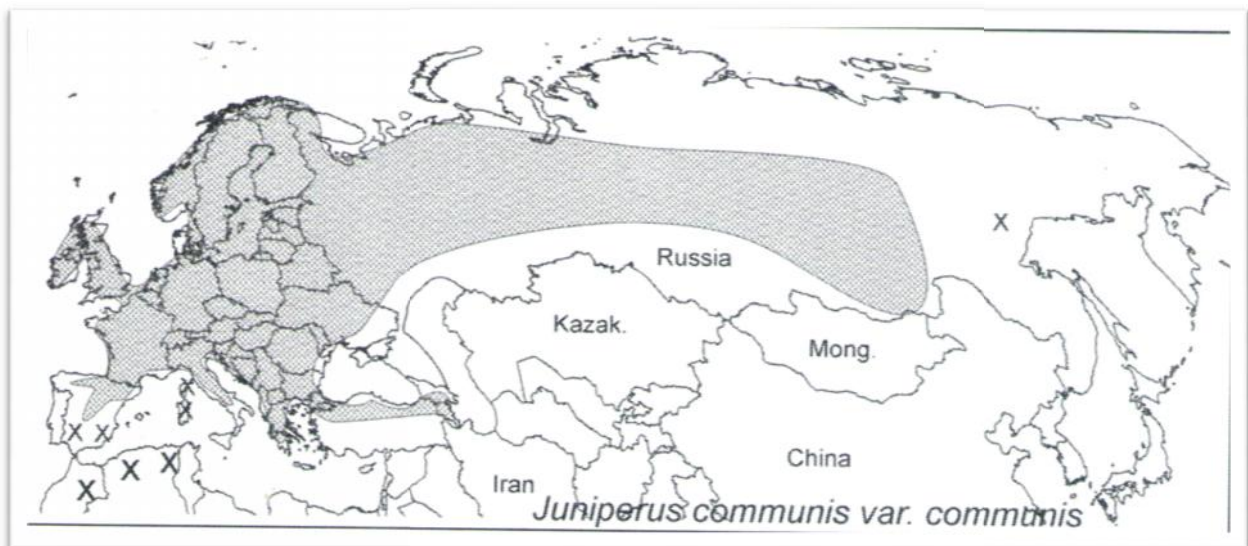 X
Russia
Kazak.
Mong.
X
X
X X
China
X X X
Iran
Juniperus communis var. communis